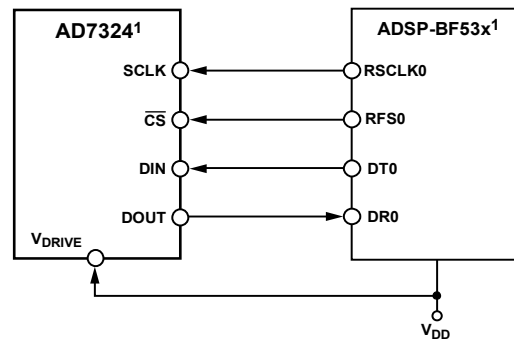 AD7324¹
ADSP-BF53x¹
SCLK
RSCLK0
CS
RFS0
DIN
DT0
DOUT
DR0
VDRIVE
VDD